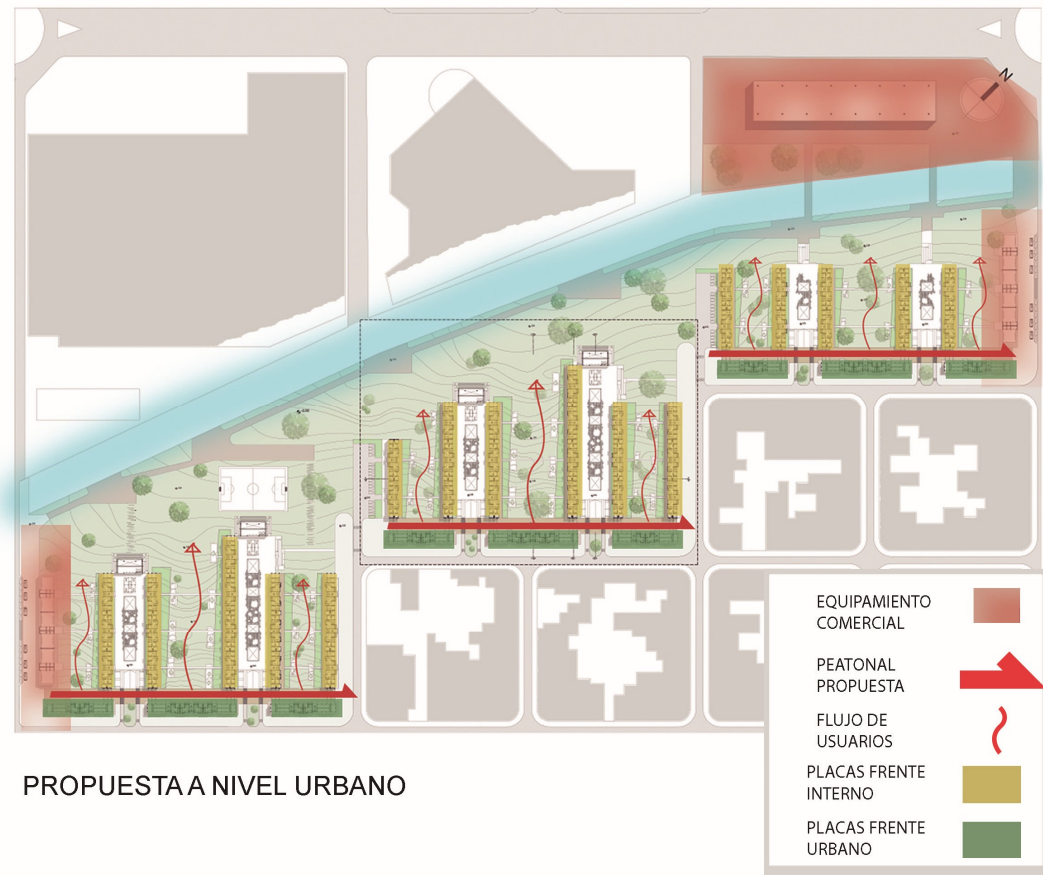 N
EQUIPAMIENTO
COMERCIAL
PEATONAL
PROPUESTA
FLUJO DE
USUARIOS
PLACAS FRENTE
INTERNO
PLACAS FRENTE
URBANO
PROPUESTA A NIVEL URBANO